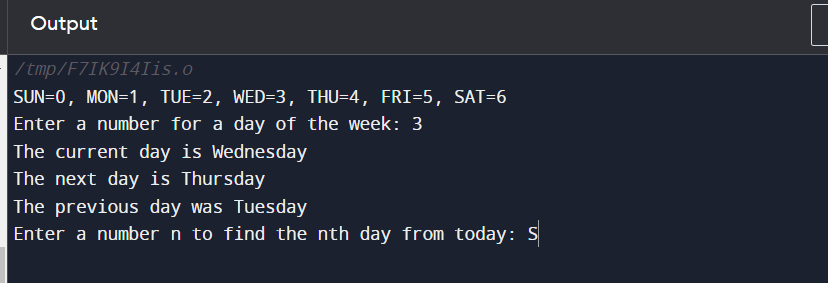 Output
/tmp/F7IK9I4Iis.o
SUN=0, MON=1, TUE=2, WED=3, THU=4, FRI=5, SAT=6
Enter a number for a day of the week: 3
The current day is Wednesday
The next day is Thursday
The previous day was Tuesday
Enter a number n to find the nth day from today: S